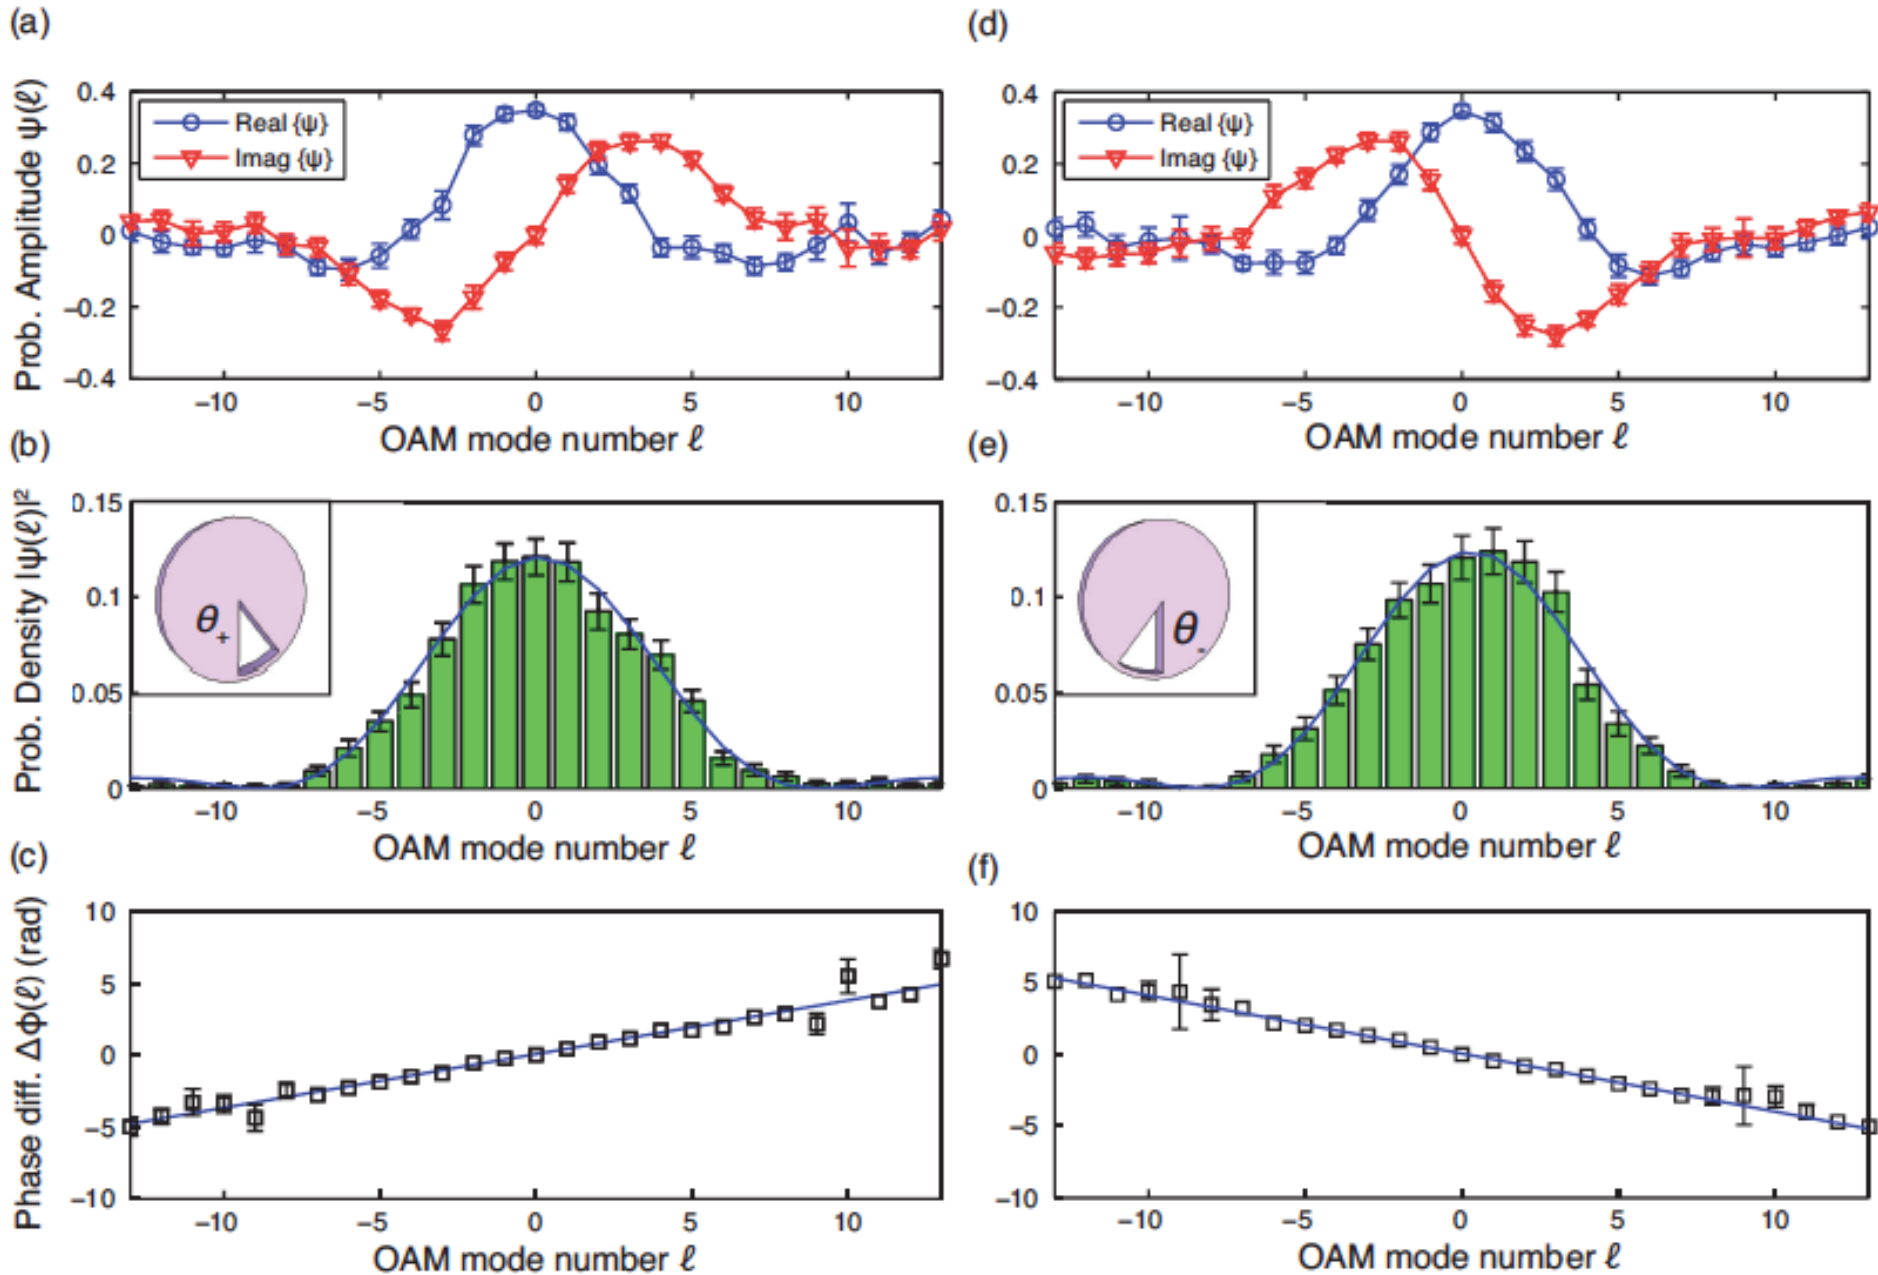 (a)
Prob. Amplitude ψ(ℓ)
0.4
0.2
0
−0.2
−0.4
Real {ψ}
Imag {ψ}
−10 −5 0 5 10
OAM mode number ℓ
(d)
0.4
0.2
0
−0.2
−0.4
Real {ψ}
Imag {ψ}
−10 −5 0 5 10
OAM mode number ℓ
(b)
Prob. Density |ψ(ℓ)|²
0.15
0.1
0.05
0
θ₊
−10 −5 0 5 10
OAM mode number ℓ
(e)
0.15
0.1
0.05
0
θ₋
−10 −5 0 5 10
OAM mode number ℓ
(c)
Phase diff. Δϕ(ℓ) (rad)
10
5
0
−5
−10
−10 −5 0 5 10
OAM mode number ℓ
(f)
10
5
0
−5
−10
−10 −5 0 5 10
OAM mode number ℓ